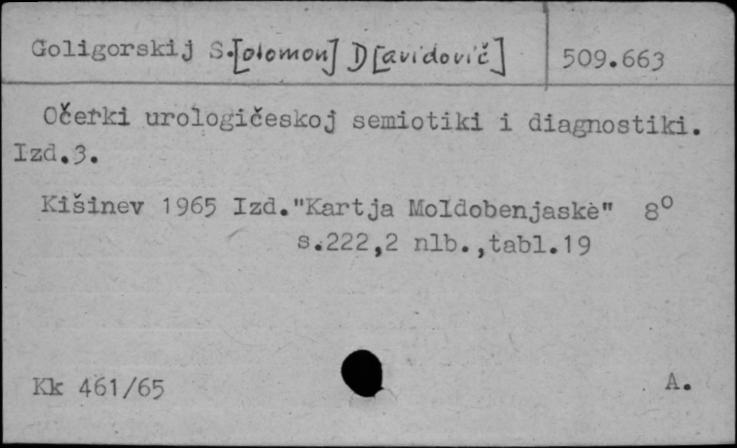 Goligorskij S.[olomon] D[avidovič] 509.663
Očerki urologičeskoj semiotiki i diagnostiki.
Izd.3.
Kišinev 1965 Izd."Kartja Moldobenjaskė" 8°
s.222,2 nlb.,tabl.19
Kk 461/65 A.